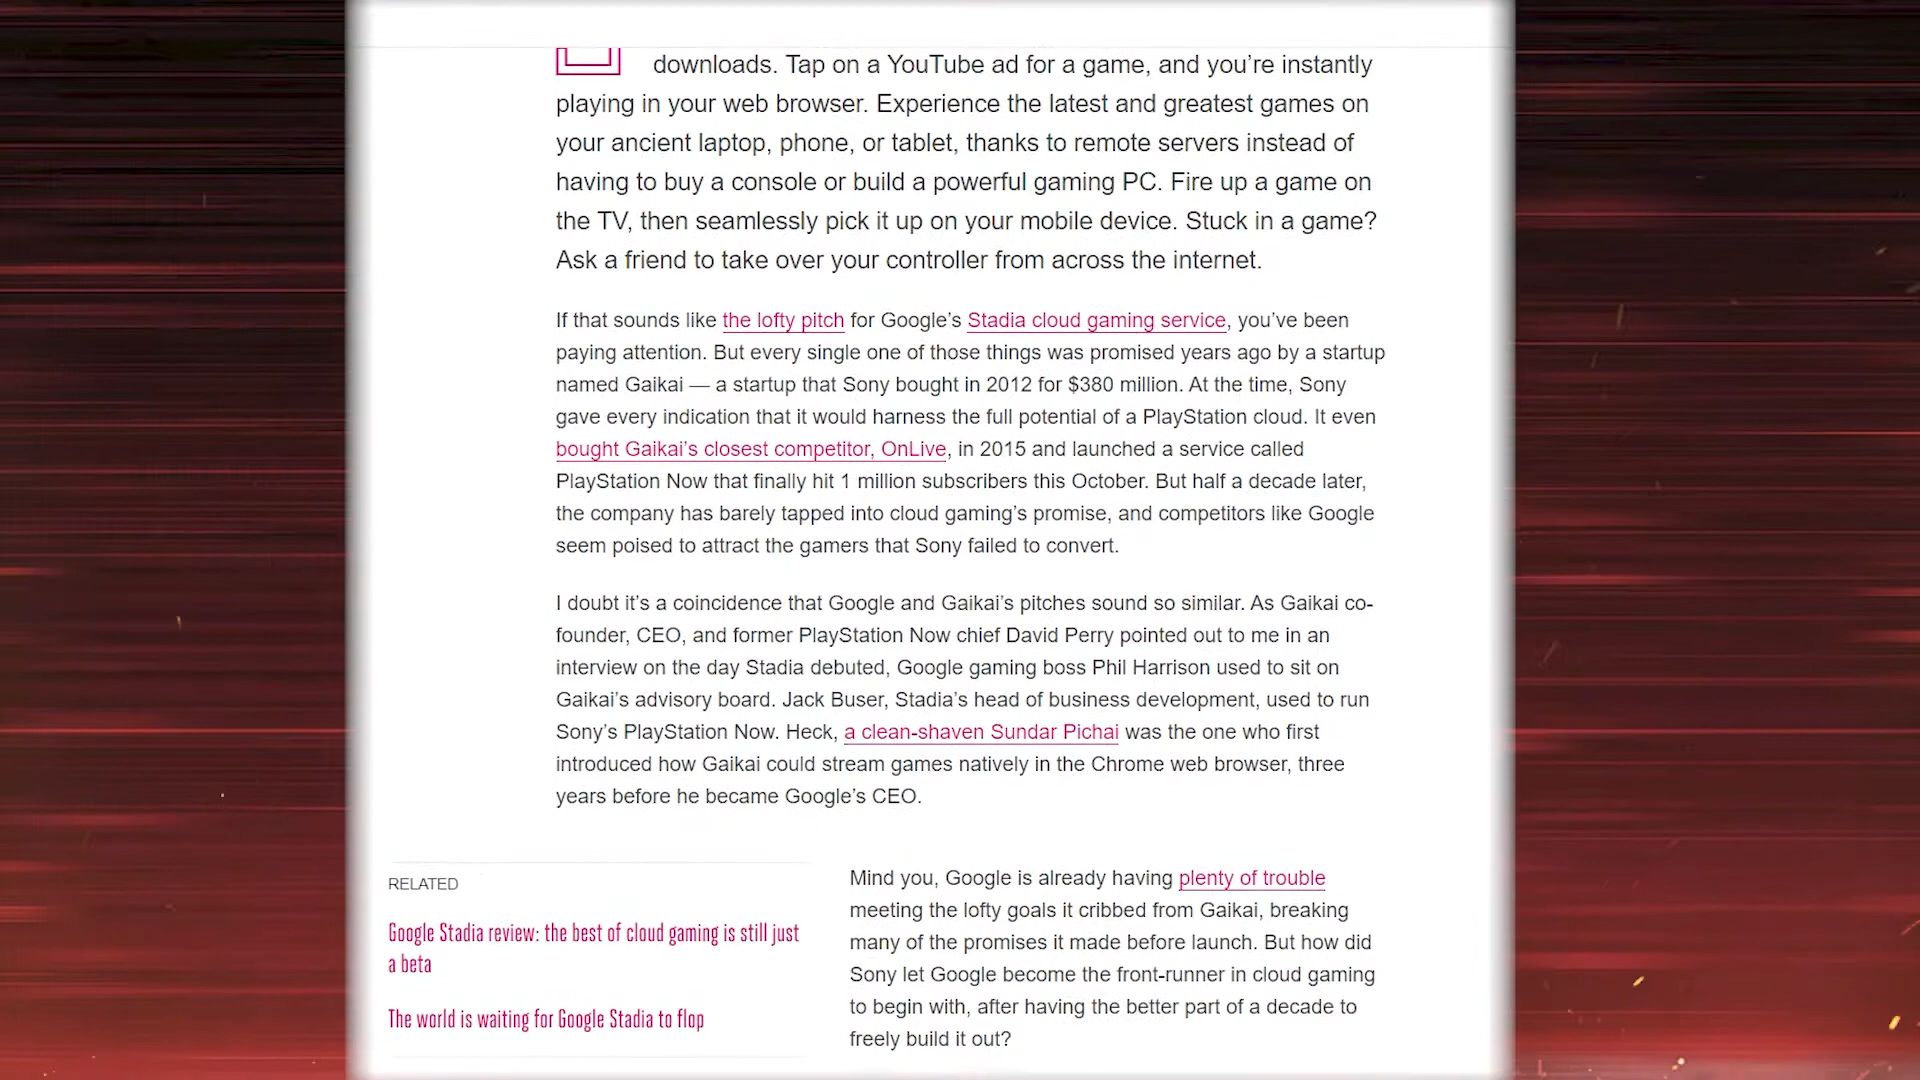 downloads. Tap on a YouTube ad for a game, and you’re instantly
playing in your web browser. Experience the latest and greatest games on
your ancient laptop, phone, or tablet, thanks to remote servers instead of
having to buy a console or build a powerful gaming PC. Fire up a game on
the TV, then seamlessly pick it up on your mobile device. Stuck in a game?
Ask a friend to take over your controller from across the internet.
If that sounds like the lofty pitch for Google’s Stadia cloud gaming service, you’ve been
paying attention. But every single one of those things was promised years ago by a startup
named Gaikai — a startup that Sony bought in 2012 for $380 million. At the time, Sony
gave every indication that it would harness the full potential of a PlayStation cloud. It even
bought Gaikai’s closest competitor, OnLive, in 2015 and launched a service called
PlayStation Now that finally hit 1 million subscribers this October. But half a decade later,
the company has barely tapped into cloud gaming’s promise, and competitors like Google
seem poised to attract the gamers that Sony failed to convert.
I doubt it’s a coincidence that Google and Gaikai’s pitches sound so similar. As Gaikai co-
founder, CEO, and former PlayStation Now chief David Perry pointed out to me in an
interview on the day Stadia debuted, Google gaming boss Phil Harrison used to sit on
Gaikai’s advisory board. Jack Buser, Stadia’s head of business development, used to run
Sony’s PlayStation Now. Heck, a clean-shaven Sundar Pichai was the one who first
introduced how Gaikai could stream games natively in the Chrome web browser, three
years before he became Google’s CEO.
RELATED
Google Stadia review: the best of cloud gaming is still just
a beta
The world is waiting for Google Stadia to flop
Mind you, Google is already having plenty of trouble
meeting the lofty goals it cribbed from Gaikai, breaking
many of the promises it made before launch. But how did
Sony let Google become the front-runner in cloud gaming
to begin with, after having the better part of a decade to
freely build it out?